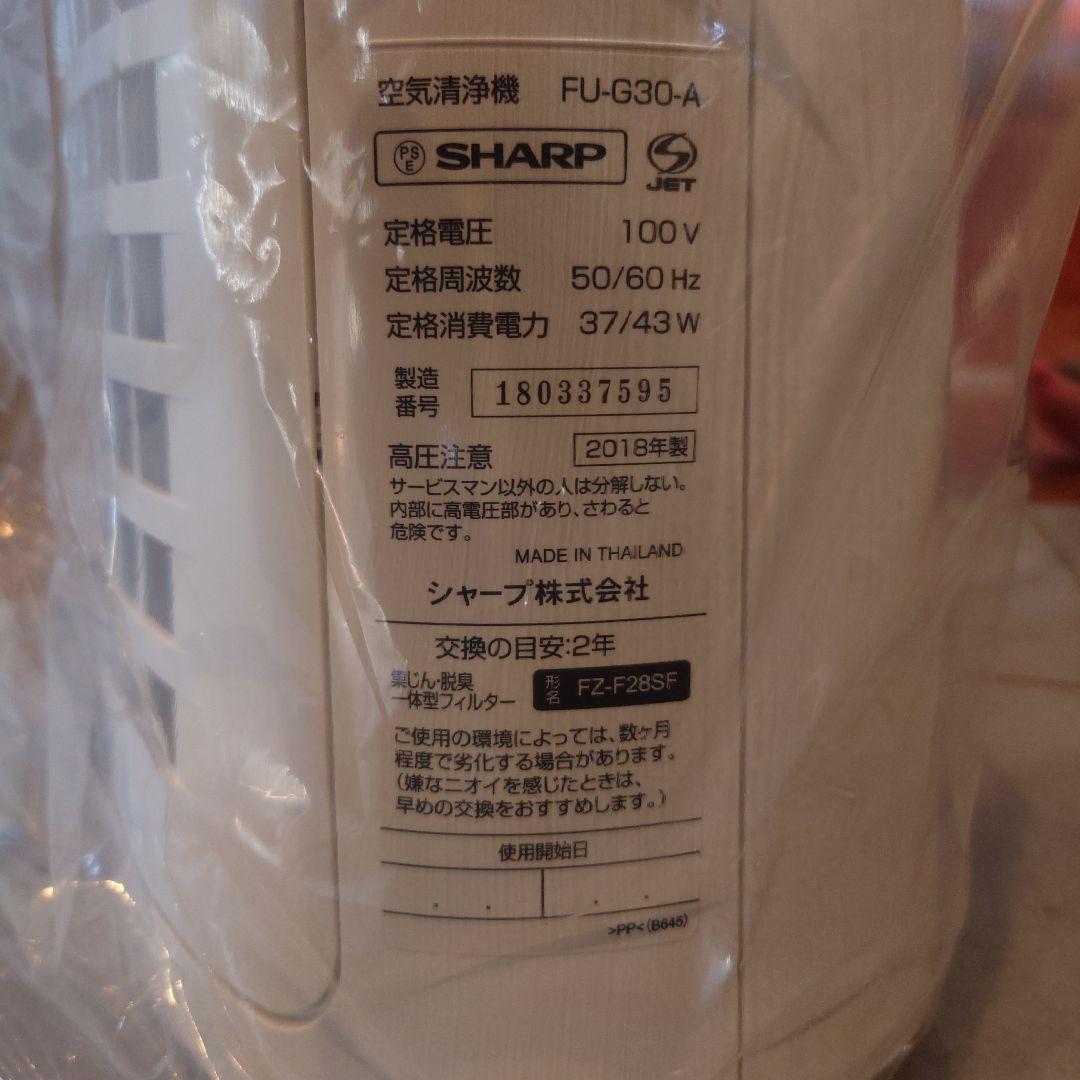 空気清浄機 FU-G30-A
PSE SHARP JET
定格電圧 100V
定格周波数 50/60 Hz
定格消費電力 37/43 W
製造番号 180337595
高圧注意 2018年製
サービスマン以外の人は分解しない。
内部に高電圧部があり、さわると
危険です。
MADE IN THAILAND
シャープ株式会社
交換の目安:2年
集じん・脱臭
一体型フィルター 形名 FZ-F28SF
ご使用の環境によっては、数ヶ月
程度で劣化する場合があります。
(嫌なニオイを感じたときは、
早めの交換をおすすめします。)
使用開始日
. . . .
>PP< (B645)